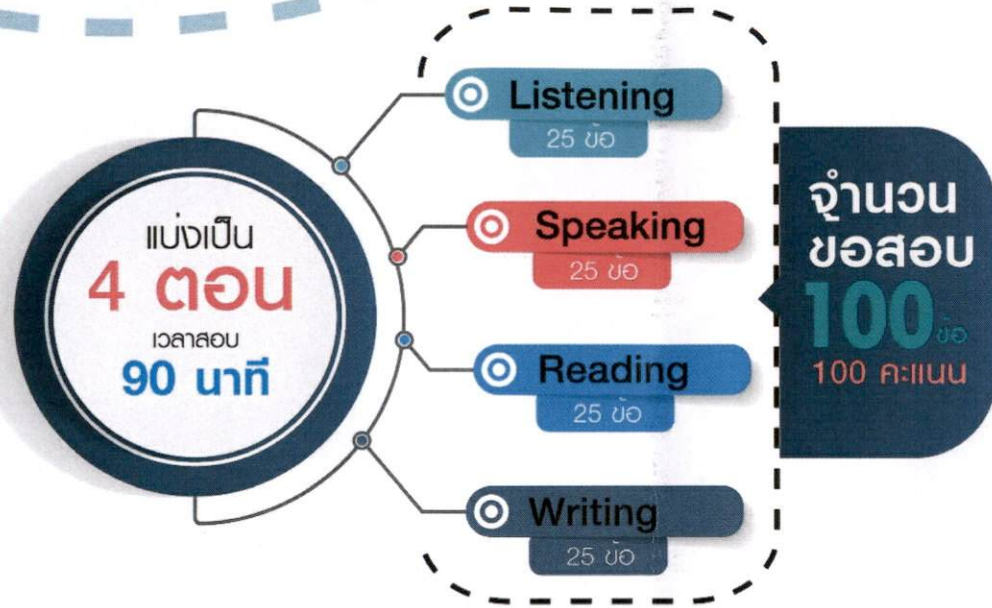 แบ่งเป็น
4 ตอน
เวลาสอบ
90 นาที
Listening
25 ข้อ
Speaking
25 ข้อ
Reading
25 ข้อ
Writing
25 ข้อ
จำนวน
ข้อสอบ
100 ข้อ
100 คะแนน